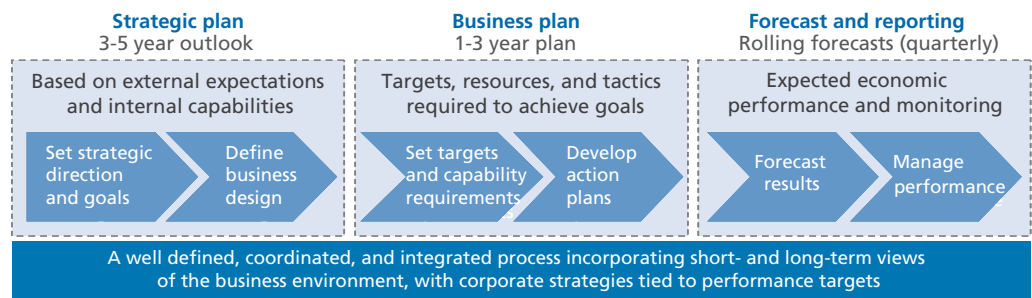 Strategic plan
3-5 year outlook
Based on external expectations
and internal capabilities
Set strategic
direction
and goals
Define
business
design
Business plan
1-3 year plan
Targets, resources, and tactics
required to achieve goals
Set targets
and capability
requirements
Develop
action
plans
Forecast and reporting
Rolling forecasts (quarterly)
Expected economic
performance and monitoring
Forecast
results
Manage
performance
A well defined, coordinated, and integrated process incorporating short- and long-term views
of the business environment, with corporate strategies tied to performance targets